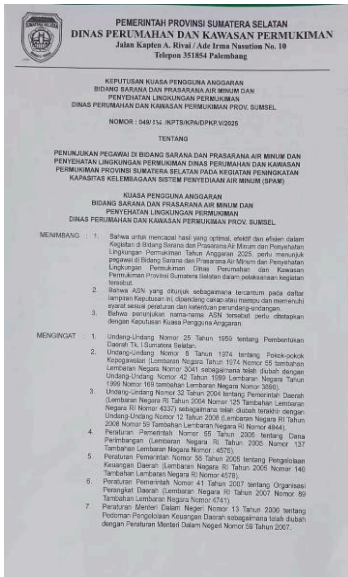 PEMERINTAH PROVINSI SUMATERA SELATAN
DINAS PERUMAHAN DAN KAWASAN PERMUKIMAN
Jalan Kapten A. Rivai / Ade Irma Nasution No. 10
Telepon 351854 Palembang
KEPUTUSAN KUASA PENGGUNA ANGGARAN
BIDANG SARANA DAN PRASARANA AIR MINUM DAN
PENYEHATAN LINGKUNGAN PERMUKIMAN
DINAS PERUMAHAN DAN KAWASAN PERMUKIMAN PROV. SUMSEL
NOMOR : /KPTS/KPA/DPKP.V/2025
TENTANG
PENUNJUKAN PEGAWAI DI BIDANG SARANA DAN PRASARANA AIR MINUM DAN
PENYEHATAN LINGKUNGAN PERMUKIMAN DINAS PERUMAHAN DAN KAWASAN
PERMUKIMAN PROVINSI SUMATERA SELATAN PADA KEGIATAN PENINGKATAN
KAPASITAS KELEMBAGAAN SISTEM PENYEDIAAN AIR MINUM (SPAM)
KUASA PENGGUNA ANGGARAN
BIDANG SARANA DAN PRASARANA AIR MINUM DAN
PENYEHATAN LINGKUNGAN PERMUKIMAN
DINAS PERUMAHAN DAN KAWASAN PERMUKIMAN PROV. SUMSEL
MENIMBANG : 1. Bahwa untuk mencapai hasil yang optimal, efektif dan efisien dalam
Kegiatan di Bidang Sarana dan Prasarana Air Minum dan Penyehatan
Lingkungan Permukiman Tahun Anggaran 2025, perlu menunjuk
pegawai di Bidang Sarana dan Prasarana Air Minum dan Penyehatan
Lingkungan Permukiman Dinas Perumahan dan Kawasan
Permukiman Provinsi Sumatera Selatan dalam pelaksanaan kegiatan
tersebut.
2. Bahwa ASN yang ditunjuk sebagaimana tercantum pada daftar
lampiran Keputusan ini, dipandang cakap atau mampu dan memenuhi
syarat sesuai peraturan dan ketentuan perundang-undangan.
3. Bahwa penunjukan nama-nama ASN tersebut perlu ditetapkan
dengan Keputusan Kuasa Pengguna Anggaran.
MENGINGAT : 1. Undang-Undang Nomor 25 Tahun 1959 tentang Pembentukan
Daerah Tk. I Sumatera Selatan.
2. Undang-Undang Nomor 8 Tahun 1974 tentang Pokok-pokok
Kepegawaian (Lembaran Negara Tahun 1974 Nomor 55 tambahan
Lembaran Negara Nomor 3041 sebagaimana telah diubah dengan
Undang-Undang Nomor 42 Tahun 1999 Lembaran Negara Tahun
1999 Nomor 169 tambahan Lembaran Negara Nomor 3890).
3. Undang-Undang Nomor 32 Tahun 2004 tentang Pemerintah Daerah
(Lembaran Negara RI Tahun 2004 Nomor 125 Tambahan Lembaran
Negara RI Nomor 4337) sebagaimana telah diubah terakhir dengan
Undang-Undang Nomor 12 Tahun 2008 (Lembaran Negara RI Tahun
2008 Nomor 59 Tambahan Lembaran Negara RI Nomor 4844).
4. Peraturan Pemerintah Nomor 55 Tahun 2005 tentang Dana
Perimbangan (Lembaran Negara RI Tahun 2005 Nomor 137
Tambahan Lembaran Nomor : 4575).
5. Peraturan Pemerintah Nomor 58 Tahun 2005 tentang Pengelolaan
Keuangan Daerah (Lembaran Negara RI Tahun 2005 Nomor 140
Tambahan Lembaran Negara RI Nomor 4578).
6. Peraturan Pemerintah Nomor 41 Tahun 2007 tentang Organisasi
Perangkat Daerah (Lembaran Negara RI Tahun 2007 Nomor 89
Tambahan Lembaran Negara Nomor 4741).
7. Peraturan Menteri Dalam Negeri Nomor 13 Tahun 2006 tentang
Pedoman Pengelolaan Keuangan Daerah sebagaimana telah diubah
dengan Peraturan Menteri Dalam Negeri Nomor 59 Tahun 2007.